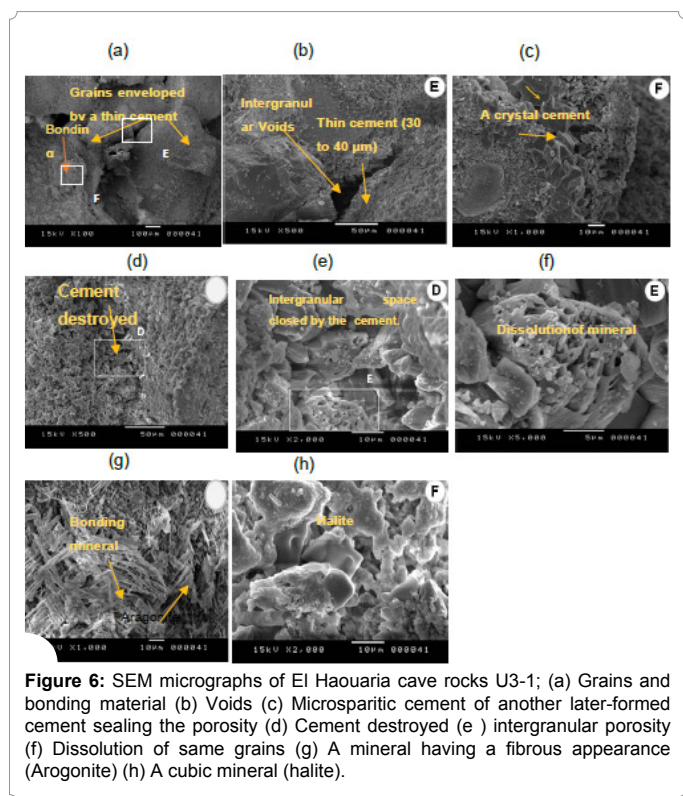 (a) (b) (c)
Grains enveloped
by a thin cement
Bondin
g
E
F
15kV X100 100µm 000041
E
Intergranul
ar Voids
Thin cement (30
to 40 µm)
15kV X500 50µm 000041
F
A crystal cement
15kV X1,000 10µm 000041
(d) (e) (f)
Cement
destroyed
D
15kV X500 50µm 000041
D
Intergranular space
closed by the cement.
E
15kV X2,000 10µm 000041
E
Dissolutionof mineral
15kV X5,000 5µm 000041
(g) (h)
Bonding
mineral
Aragonite
X1,000 10µm 000041
F
Halite
15kV X2,000 10µm 000041
Figure 6: SEM micrographs of El Haouaria cave rocks U3-1; (a) Grains and
bonding material (b) Voids (c) Microsparitic cement of another later-formed
cement sealing the porosity (d) Cement destroyed (e ) intergranular porosity
(f) Dissolution of same grains (g) A mineral having a fibrous appearance
(Arogonite) (h) A cubic mineral (halite).